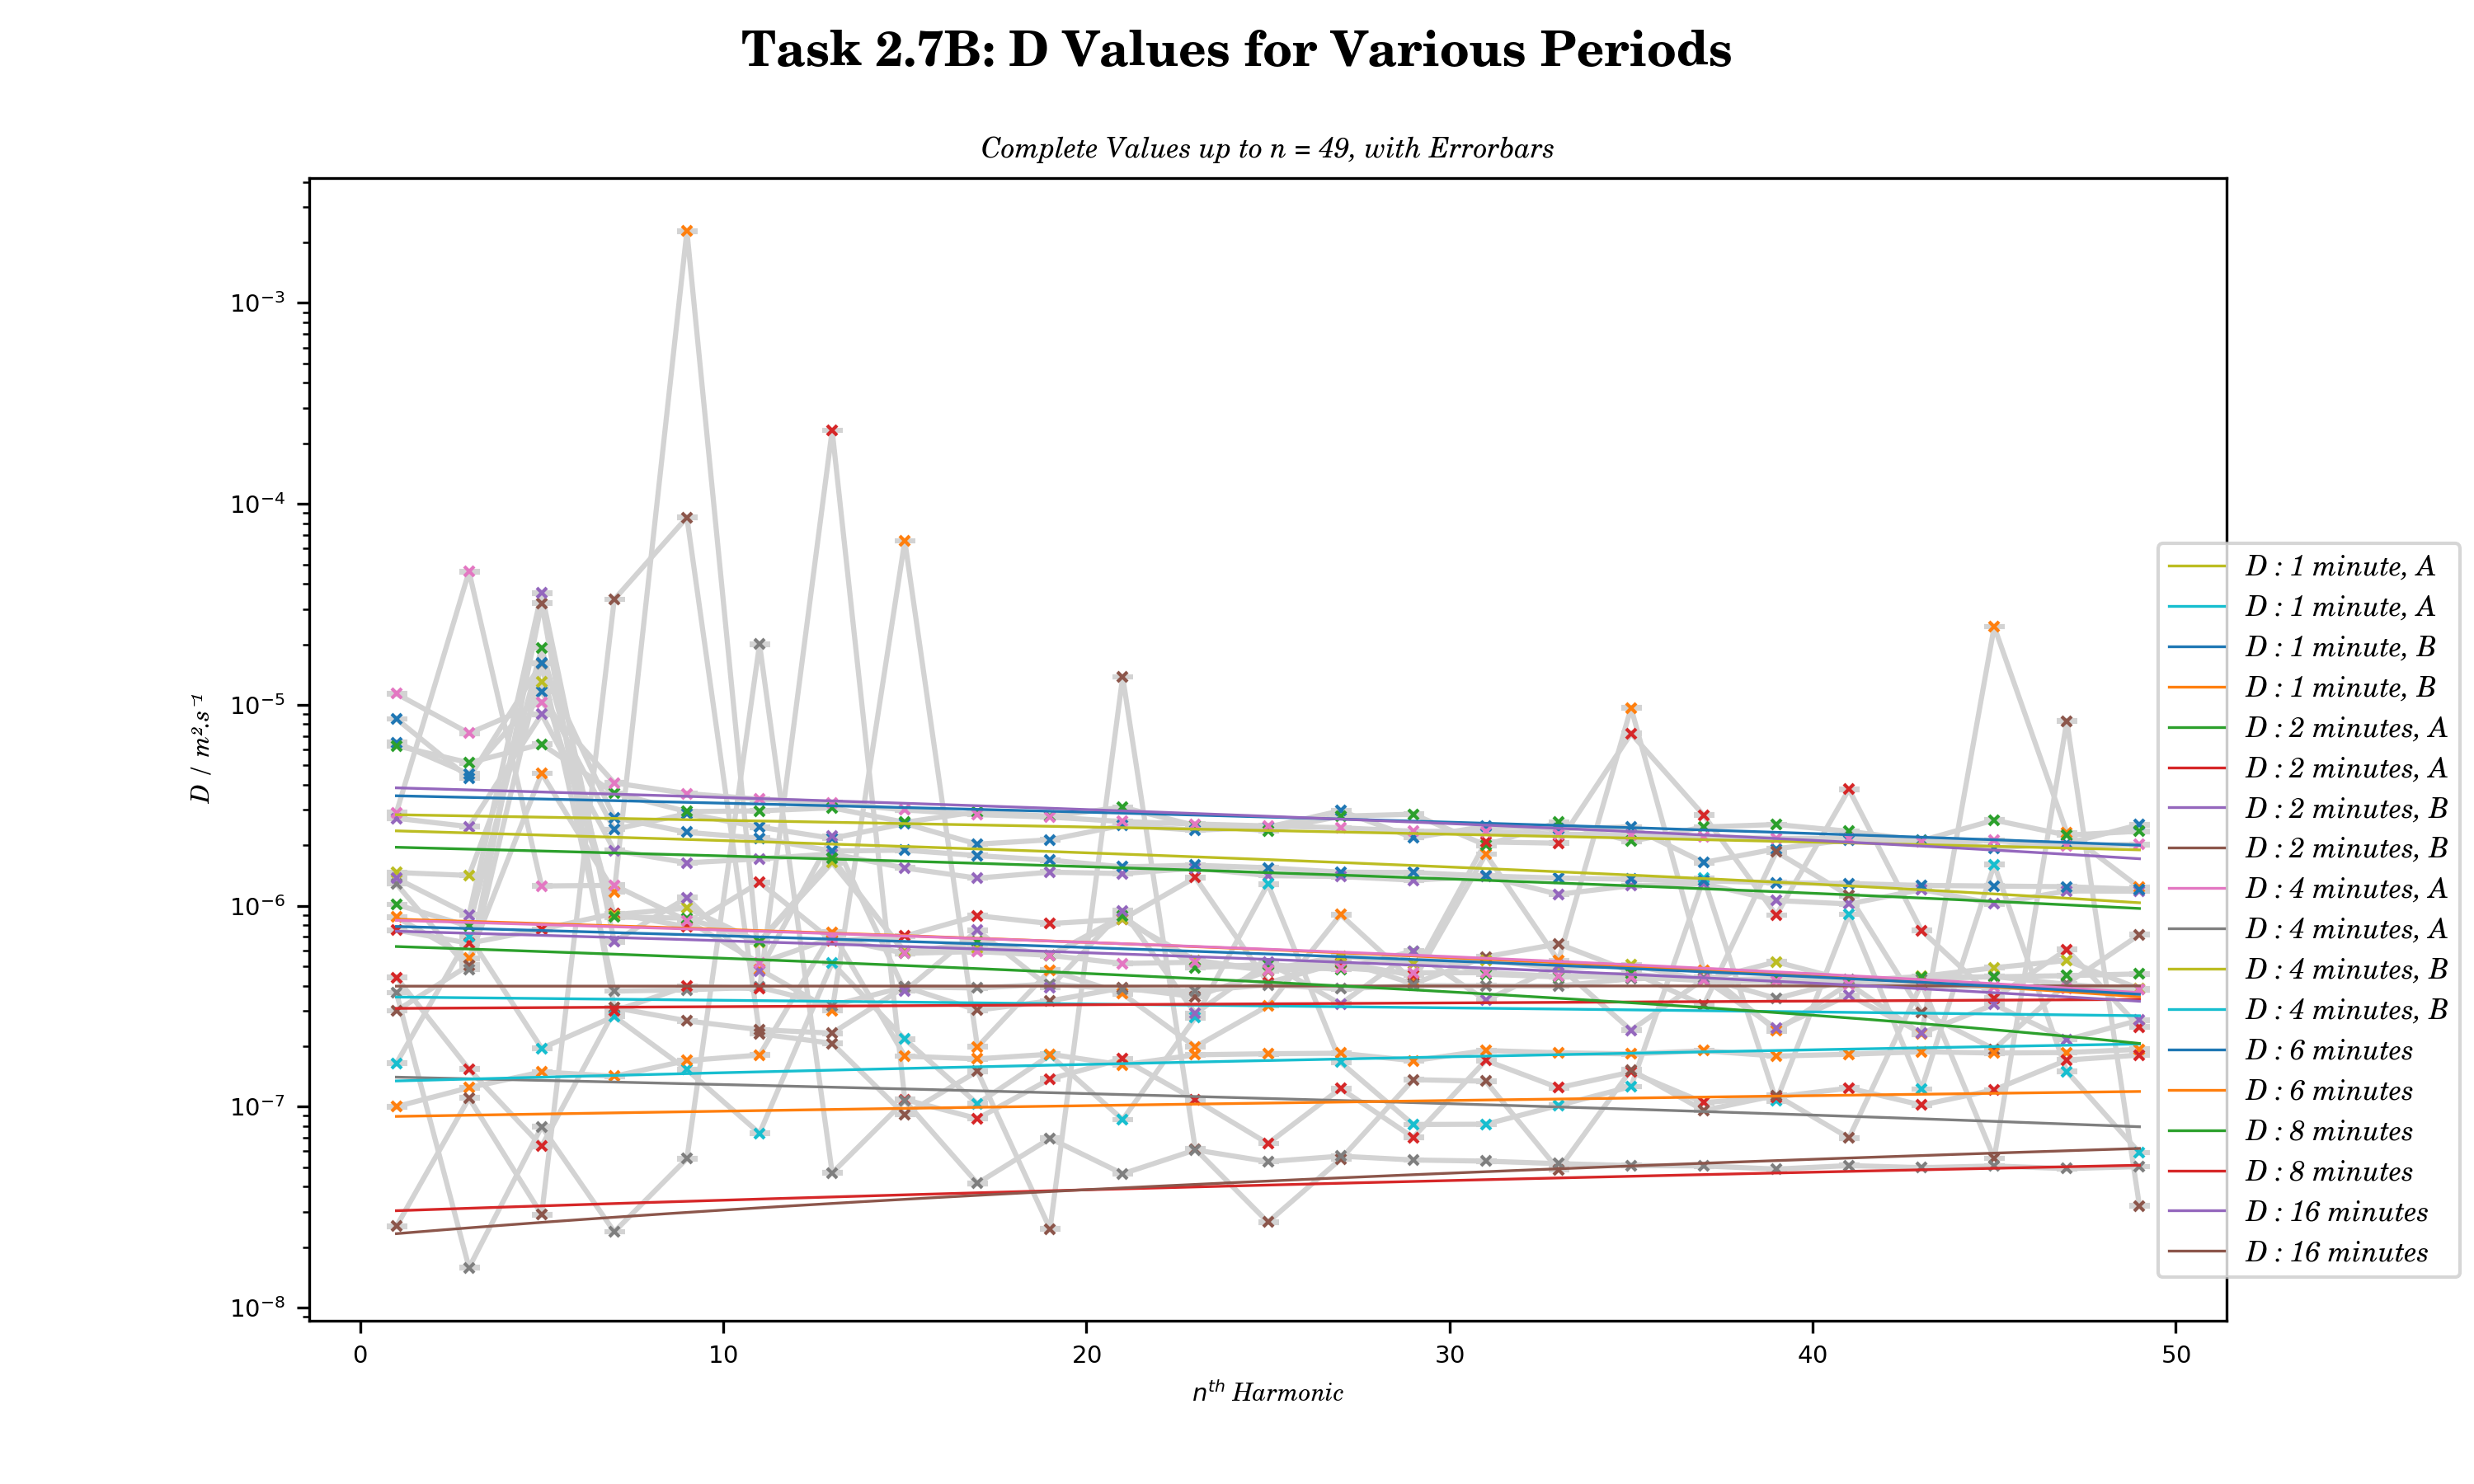 Task 2.7B: D Values for Various Periods
Complete Values up to n = 49, with Errorbars
10⁻³
10⁻⁴
10⁻⁵
10⁻⁶
10⁻⁷
10⁻⁸
D / m².s⁻¹
0 10 20 30 40 50
nᵗʰ Harmonic
D : 1 minute, A
D : 1 minute, A
D : 1 minute, B
D : 1 minute, B
D : 2 minutes, A
D : 2 minutes, A
D : 2 minutes, B
D : 2 minutes, B
D : 4 minutes, A
D : 4 minutes, A
D : 4 minutes, B
D : 4 minutes, B
D : 6 minutes
D : 6 minutes
D : 8 minutes
D : 8 minutes
D : 16 minutes
D : 16 minutes